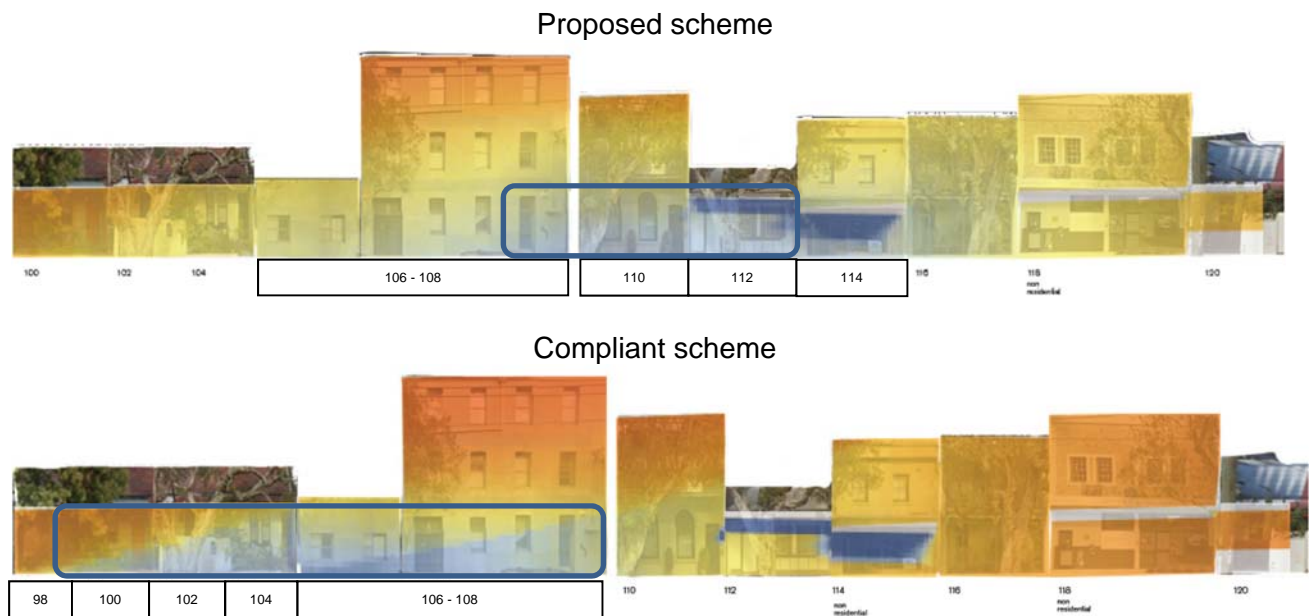 Proposed scheme
100 102 104 106 - 108 110 112 114 116 118 120
non
residential
Compliant scheme
98 100 102 104 106 - 108 110 112 114 116 118 120
non non
residential residential